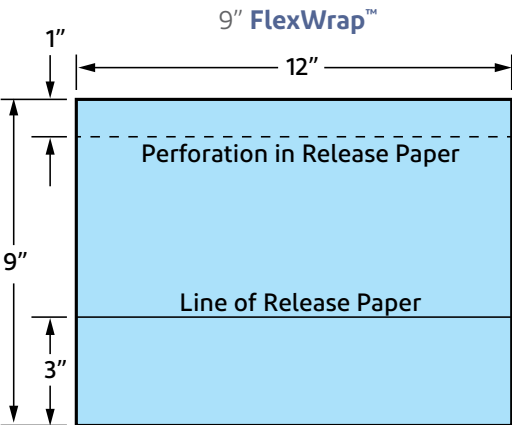 9” FlexWrap™
1”
12”
Perforation in Release Paper
9”
Line of Release Paper
3”